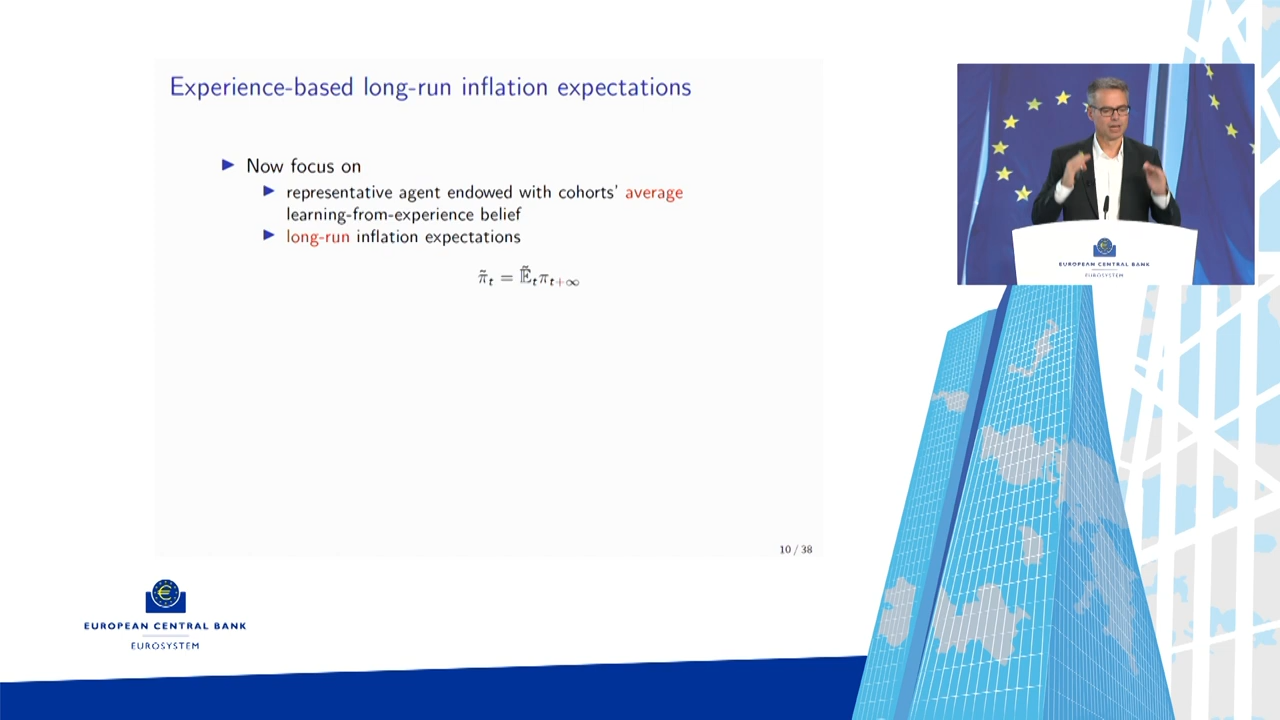 Experience-based long-run inflation expectations
▶ Now focus on
▶ representative agent endowed with cohorts' average
learning-from-experience belief
▶ long-run inflation expectations
π̃ₜ = 𝔼̃ₜπₜ₊∞
10 / 38
EUROPEAN CENTRAL BANK
EUROSYSTEM
EUROPEAN CENTRAL BANK
EUROSYSTEM